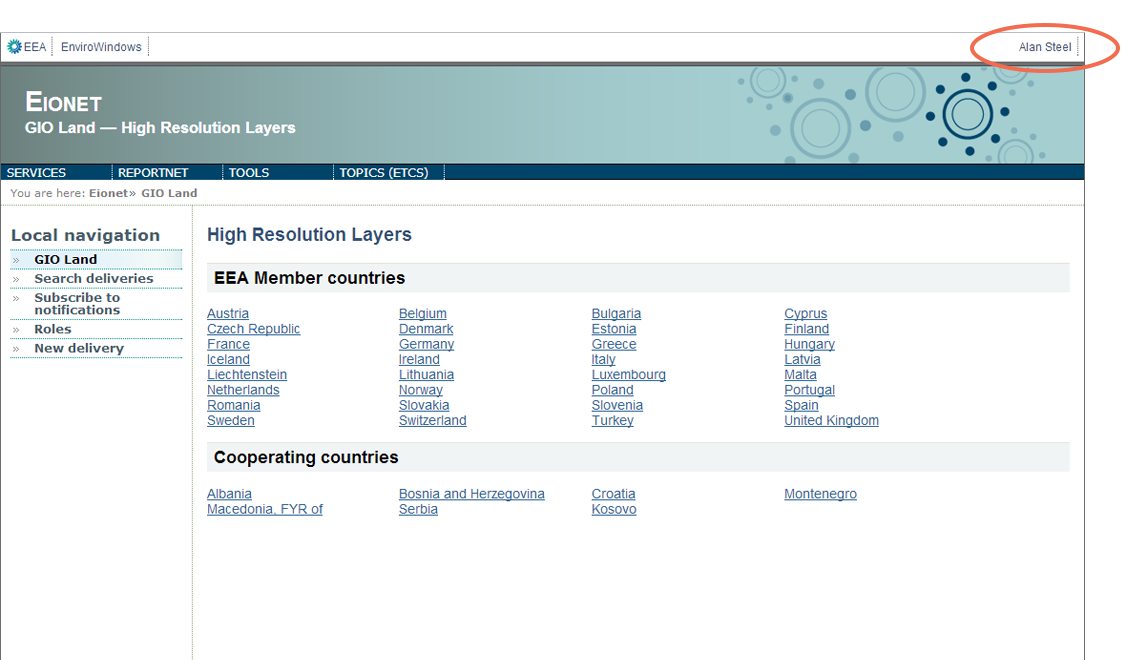 EEA EnviroWindows Alan Steel
EIONET
GIO Land — High Resolution Layers
SERVICES REPORTNET TOOLS TOPICS (ETCS)
You are here: Eionet» GIO Land
Local navigation
» GIO Land
» Search deliveries
» Subscribe to
notifications
» Roles
» New delivery
High Resolution Layers
EEA Member countries
Austria Belgium Bulgaria Cyprus
Czech Republic Denmark Estonia Finland
France Germany Greece Hungary
Iceland Ireland Italy Latvia
Liechtenstein Lithuania Luxembourg Malta
Netherlands Norway Poland Portugal
Romania Slovakia Slovenia Spain
Sweden Switzerland Turkey United Kingdom
Cooperating countries
Albania Bosnia and Herzegovina Croatia Montenegro
Macedonia, FYR of Serbia Kosovo